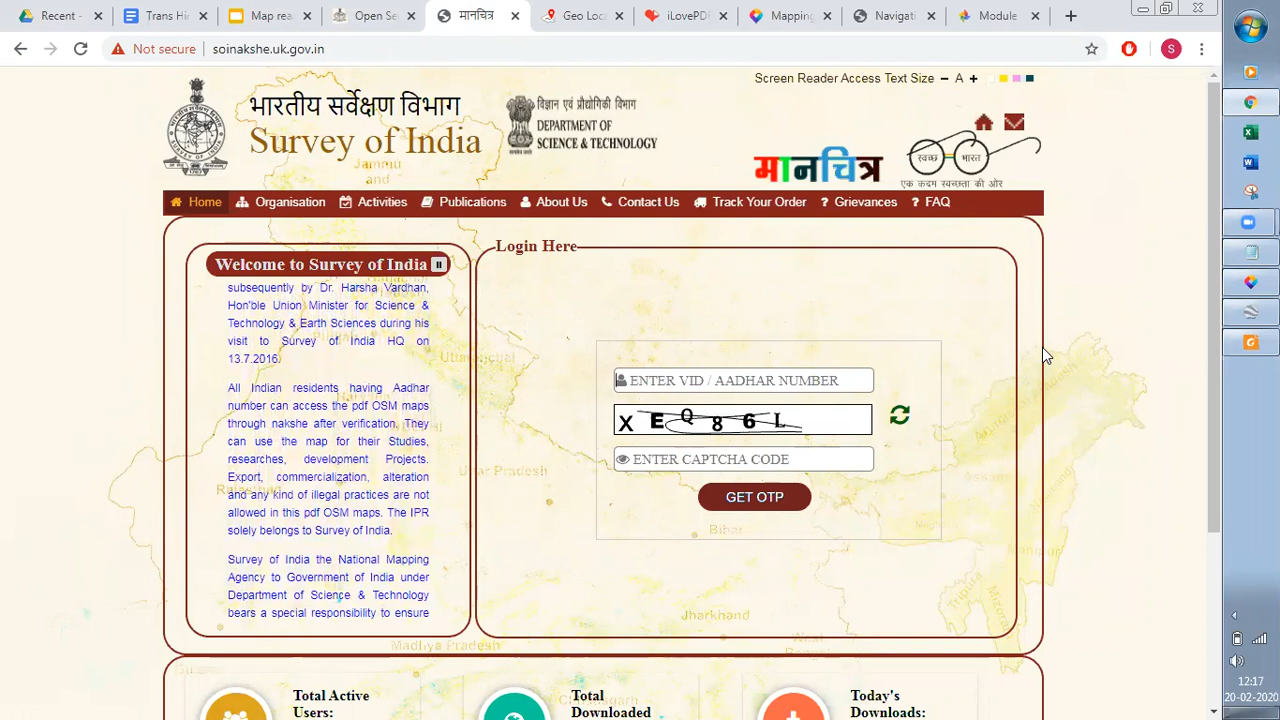 Recent -
Trans Hi
Map rea
Open Se
मानचित्र
Geo Loc
iLovePD
Mapping
Navigati
Module
Not secure
soinakshe.uk.gov.in
S
Screen Reader Access Text Size - A +
भारतीय सर्वेक्षण विभाग
Survey of India
विज्ञान एवं प्रौद्योगिकी विभाग
DEPARTMENT OF
SCIENCE & TECHNOLOGY
मानचित्र
स्वच्छ भारत
एक कदम स्वच्छता की ओर
Home Organisation Activities Publications About Us Contact Us Track Your Order ? Grievances ? FAQ
Welcome to Survey of India
subsequently by Dr. Harsha Vardhan,
Hon'ble Union Minister for Science &
Technology & Earth Sciences during his
visit to Survey of India HQ on
13.7.2016.
All Indian residents having Aadhar
number can access the pdf OSM maps
through nakshe after verification. They
can use the map for their Studies,
researches, development Projects.
Export, commercialization, alteration
and any kind of illegal practices are not
allowed in this pdf OSM maps. The IPR
solely belongs to Survey of India.
Survey of India the National Mapping
Agency to Government of India under
Department of Science & Technology
bears a special responsibility to ensure
Login Here
ENTER VID / AADHAR NUMBER
X E Q 8 6 L
ENTER CAPTCHA CODE
GET OTP
Jammu
and
Uttar Pradesh
Bihar
Jharkhand
West
Madhya Pradesh
Total Active
Users:
Total
Downloaded
Today's
Downloads:
12:17
20-02-2020